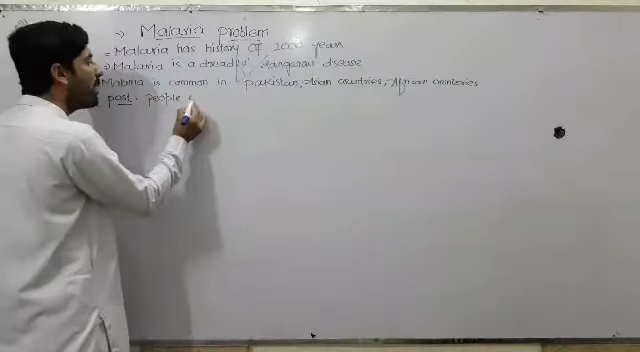 → Malaria problem
= Malaria has history of 2000 year
→ Malaria is a dreadful / dangerous disease
Malaria is common in Pakistan, Asian countries, African countries
past: people